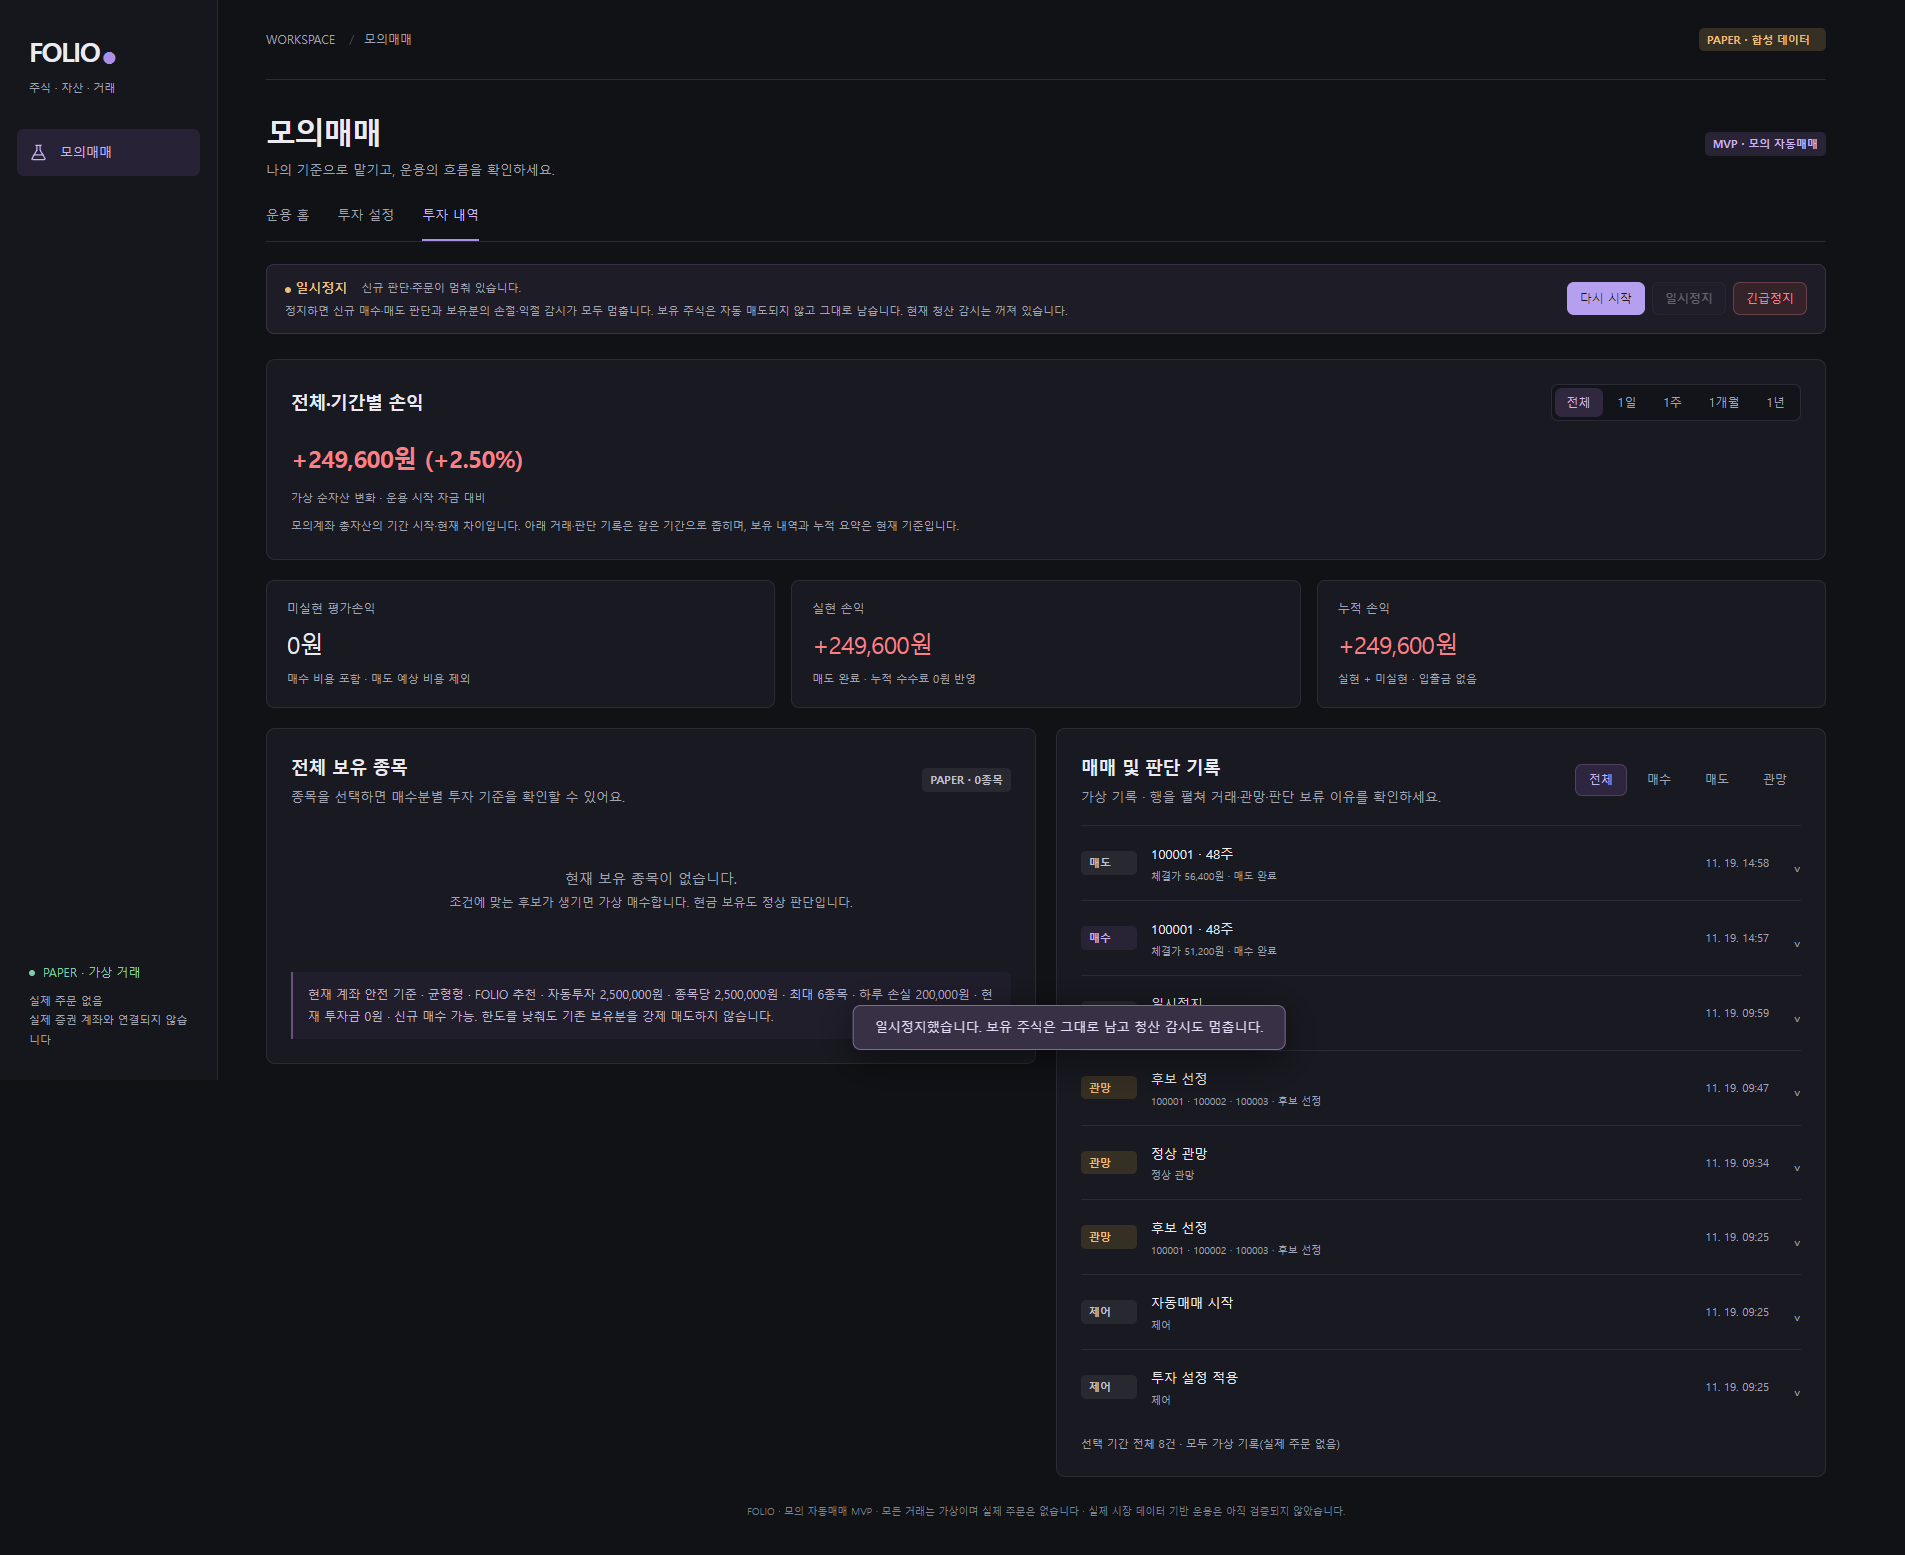 FOLIO
주식 · 자산 · 거래
모의매매
PAPER · 가상 거래
실제 주문 없음
실제 증권 계좌와 연결되지 않습
니다
WORKSPACE / 모의매매
PAPER · 합성 데이터
모의매매
나의 기준으로 맡기고, 운용의 흐름을 확인하세요.
MVP · 모의 자동매매
운용 홈 투자 설정 투자 내역
일시정지 신규 판단·주문이 멈춰 있습니다.
정지하면 신규 매수·매도 판단과 보유분의 손절·익절 감시가 모두 멈춥니다. 보유 주식은 자동 매도되지 않고 그대로 남습니다. 현재 청산 감시는 꺼져 있습니다.
다시 시작 일시정지 긴급정지
전체·기간별 손익
전체 1일 1주 1개월 1년
+249,600원 (+2.50%)
가상 순자산 변화 · 운용 시작 자금 대비
모의계좌 총자산의 기간 시작·현재 차이입니다. 아래 거래·판단 기록은 같은 기간으로 좁히며, 보유 내역과 누적 요약은 현재 기준입니다.
미실현 평가손익
0원
매수 비용 포함 · 매도 예상 비용 제외
실현 손익
+249,600원
매도 완료 · 누적 수수료 0원 반영
누적 손익
+249,600원
실현 + 미실현 · 입출금 없음
전체 보유 종목
종목을 선택하면 매수분별 투자 기준을 확인할 수 있어요.
PAPER · 0종목
현재 보유 종목이 없습니다.
조건에 맞는 후보가 생기면 가상 매수합니다. 현금 보유도 정상 판단입니다.
현재 계좌 안전 기준 · 균형형 · FOLIO 추천 · 자동투자 2,500,000원 · 종목당 2,500,000원 · 최대 6종목 · 하루 손실 200,000원 · 현
재 투자금 0원 · 신규 매수 가능. 한도를 낮춰도 기존 보유분을 강제 매도하지 않습니다.
매매 및 판단 기록
가상 기록 · 행을 펼쳐 거래·관망·판단 보류 이유를 확인하세요.
전체 매수 매도 관망
매도 100001 · 48주 11. 19. 14:58
체결가 56,400원 · 매도 완료
매수 100001 · 48주 11. 19. 14:57
체결가 51,200원 · 매수 완료
일시정지 11. 19. 09:59
일시정지했습니다. 보유 주식은 그대로 남고 청산 감시도 멈춥니다.
관망 후보 선정 11. 19. 09:47
100001 · 100002 · 100003 · 후보 선정
관망 정상 관망 11. 19. 09:34
정상 관망
관망 후보 선정 11. 19. 09:25
100001 · 100002 · 100003 · 후보 선정
제어 자동매매 시작 11. 19. 09:25
제어
제어 투자 설정 적용 11. 19. 09:25
제어
선택 기간 전체 8건 · 모두 가상 기록(실제 주문 없음)
FOLIO · 모의 자동매매 MVP · 모든 거래는 가상이며 실제 주문은 없습니다 · 실제 시장 데이터 기반 운용은 아직 검증되지 않았습니다.